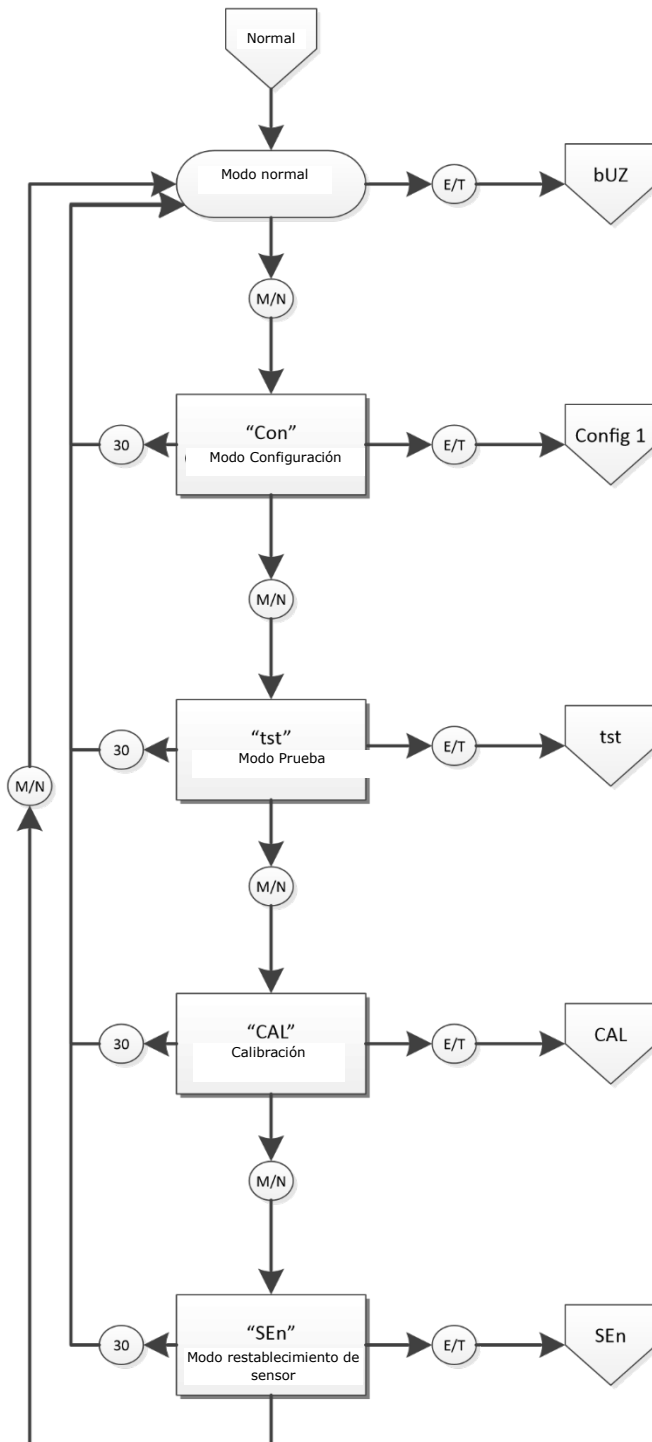 Normal
Modo normal
E/T
bUZ
M/N
“Con”
Modo Configuración
30
E/T
Config 1
M/N
“tst”
Modo Prueba
30
E/T
tst
M/N
M/N
“CAL”
Calibración
30
E/T
CAL
M/N
“SEn”
Modo restablecimiento de
sensor
30
E/T
SEn